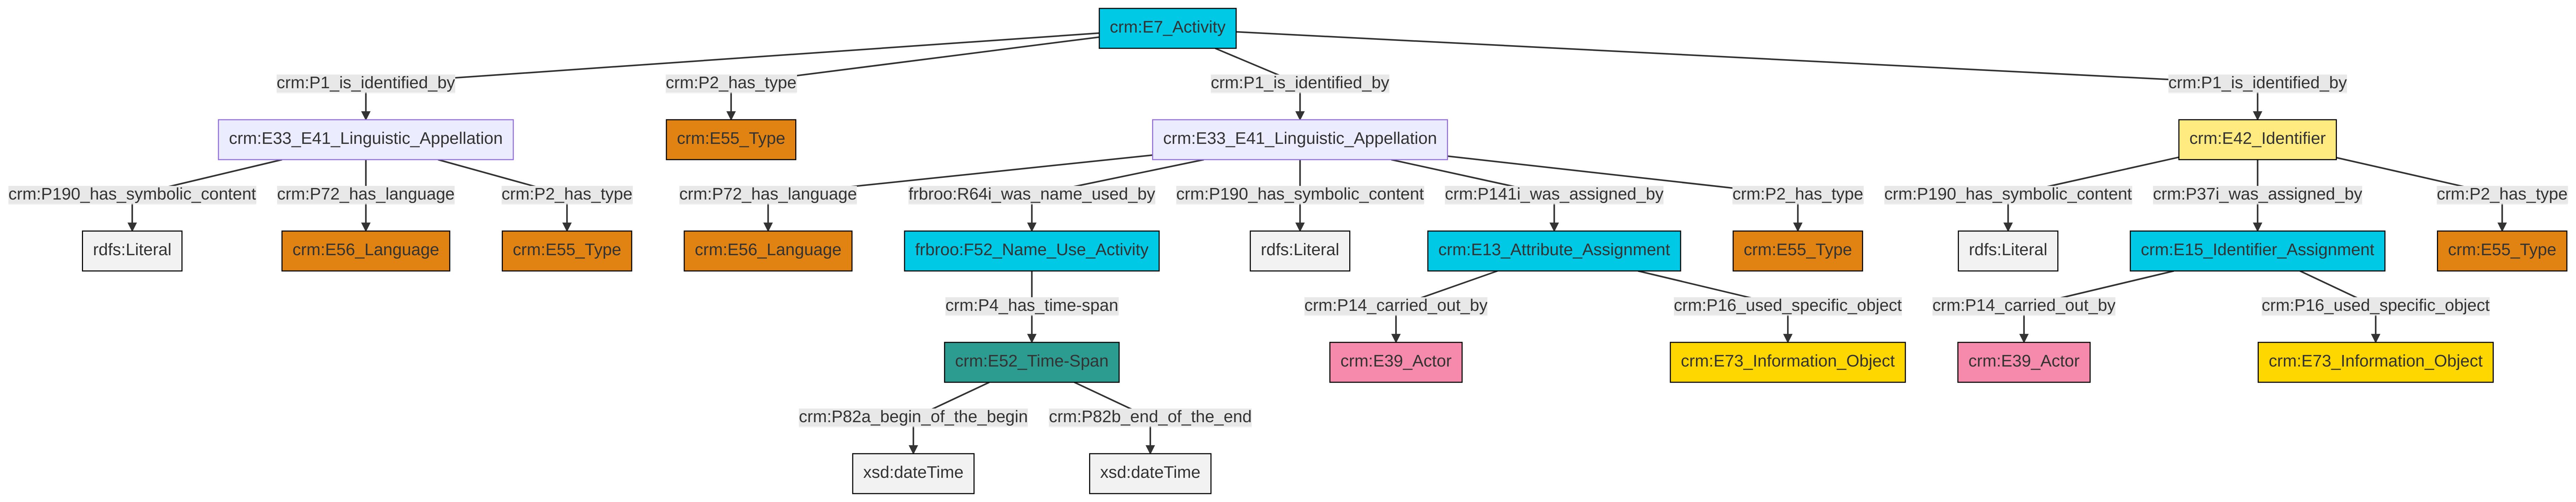 crm:E7_Activity
crm:P1_is_identified_by
crm:P2_has_type
crm:P1_is_identified_by
crm:P1_is_identified_by
crm:E33_E41_Linguistic_Appellation
crm:E55_Type
crm:E33_E41_Linguistic_Appellation
crm:E42_Identifier
crm:P190_has_symbolic_content
crm:P72_has_language
crm:P2_has_type
crm:P72_has_language
frbroo:R64i_was_name_used_by
crm:P190_has_symbolic_content
crm:P141i_was_assigned_by
crm:P2_has_type
crm:P190_has_symbolic_content
crm:P37i_was_assigned_by
crm:P2_has_type
rdfs:Literal
crm:E56_Language
crm:E55_Type
crm:E56_Language
frbroo:F52_Name_Use_Activity
rdfs:Literal
crm:E13_Attribute_Assignment
crm:E55_Type
rdfs:Literal
crm:E15_Identifier_Assignment
crm:E55_Type
crm:P4_has_time-span
crm:P14_carried_out_by
crm:P16_used_specific_object
crm:P14_carried_out_by
crm:P16_used_specific_object
crm:E52_Time-Span
crm:E39_Actor
crm:E73_Information_Object
crm:E39_Actor
crm:E73_Information_Object
crm:P82a_begin_of_the_begin
crm:P82b_end_of_the_end
xsd:dateTime
xsd:dateTime